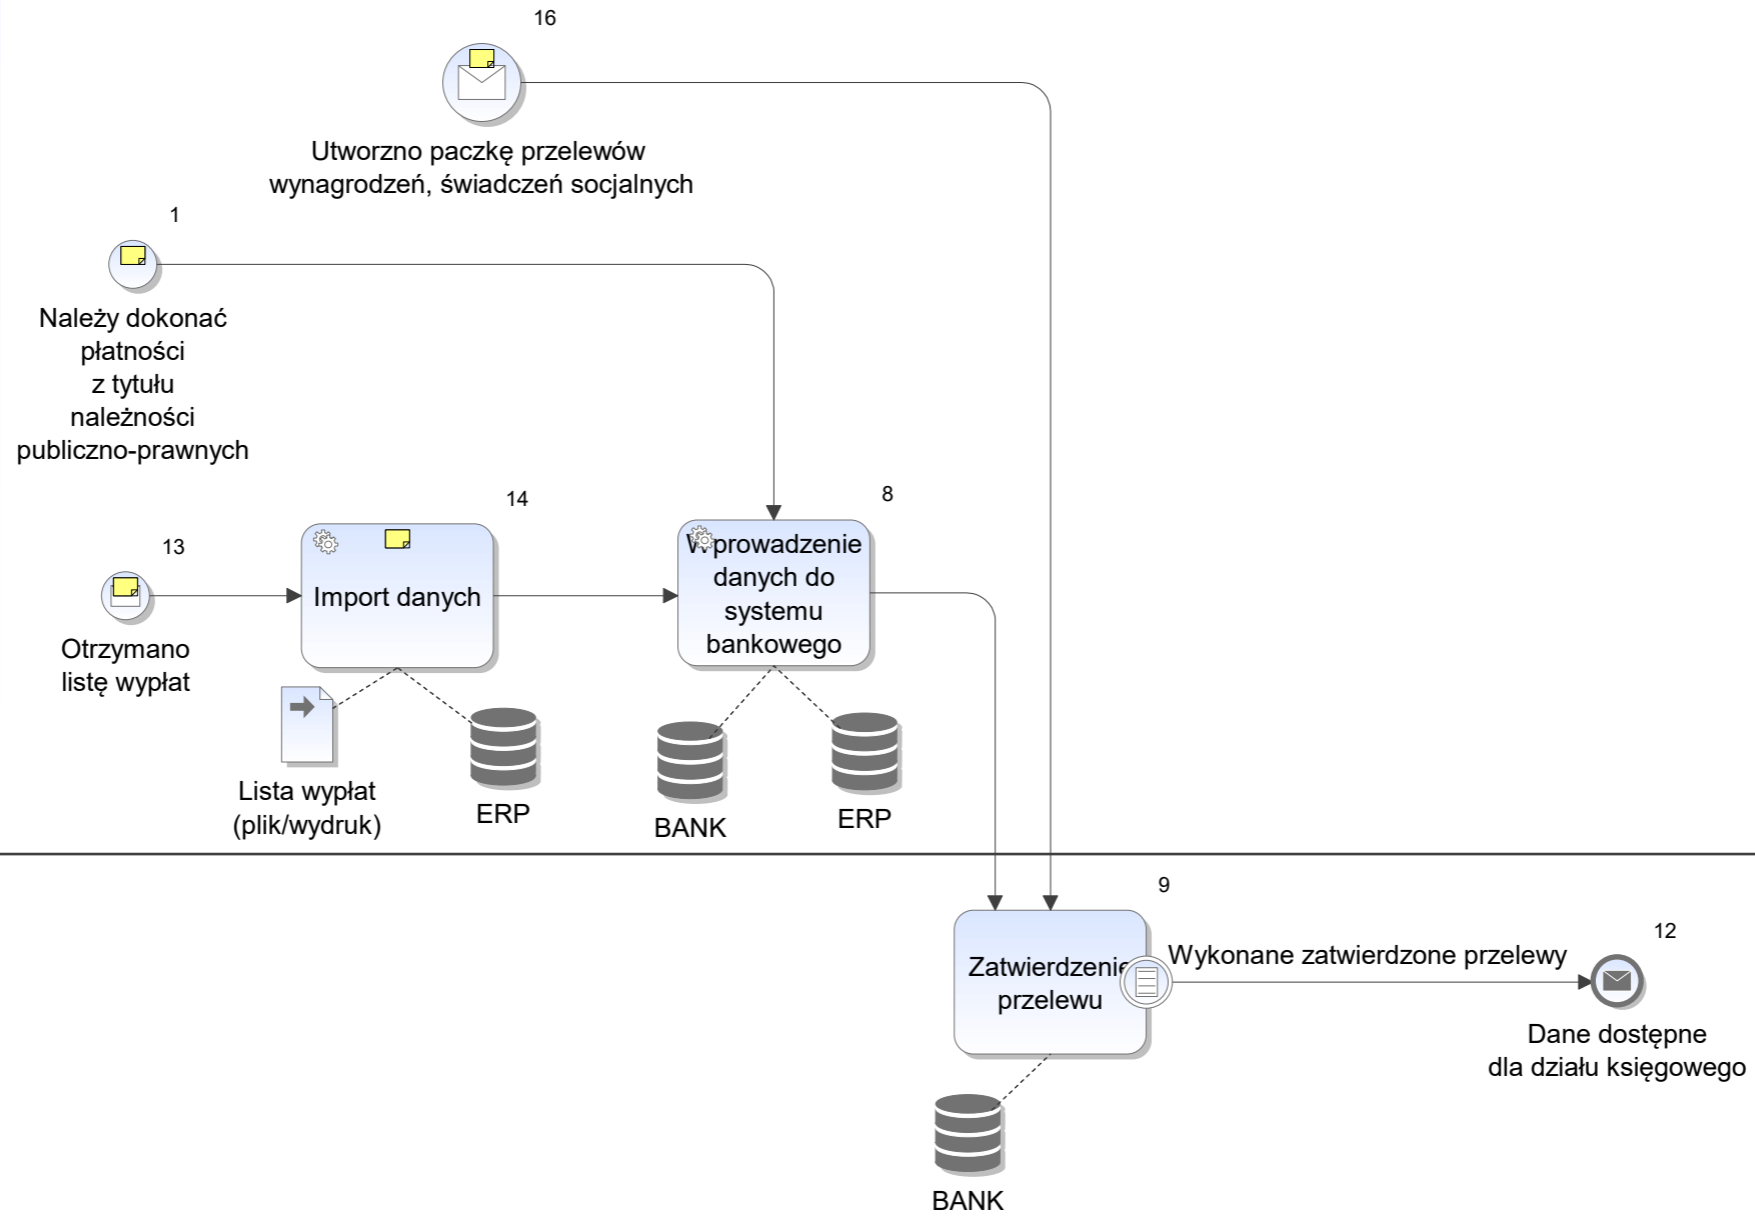 16
Utworzno paczkę przelewów
wynagrodzeń, świadczeń socjalnych
1
Należy dokonać
płatności
z tytułu
należności
publiczno-prawnych
13
Otrzymano
listę wypłat
14
Import danych
Lista wypłat
(plik/wydruk)
ERP
8
Wprowadzenie
danych do
systemu
bankowego
BANK
ERP
9
Zatwierdzenie
przelewu
BANK
Wykonane zatwierdzone przelewy
12
Dane dostępne
dla działu księgowego